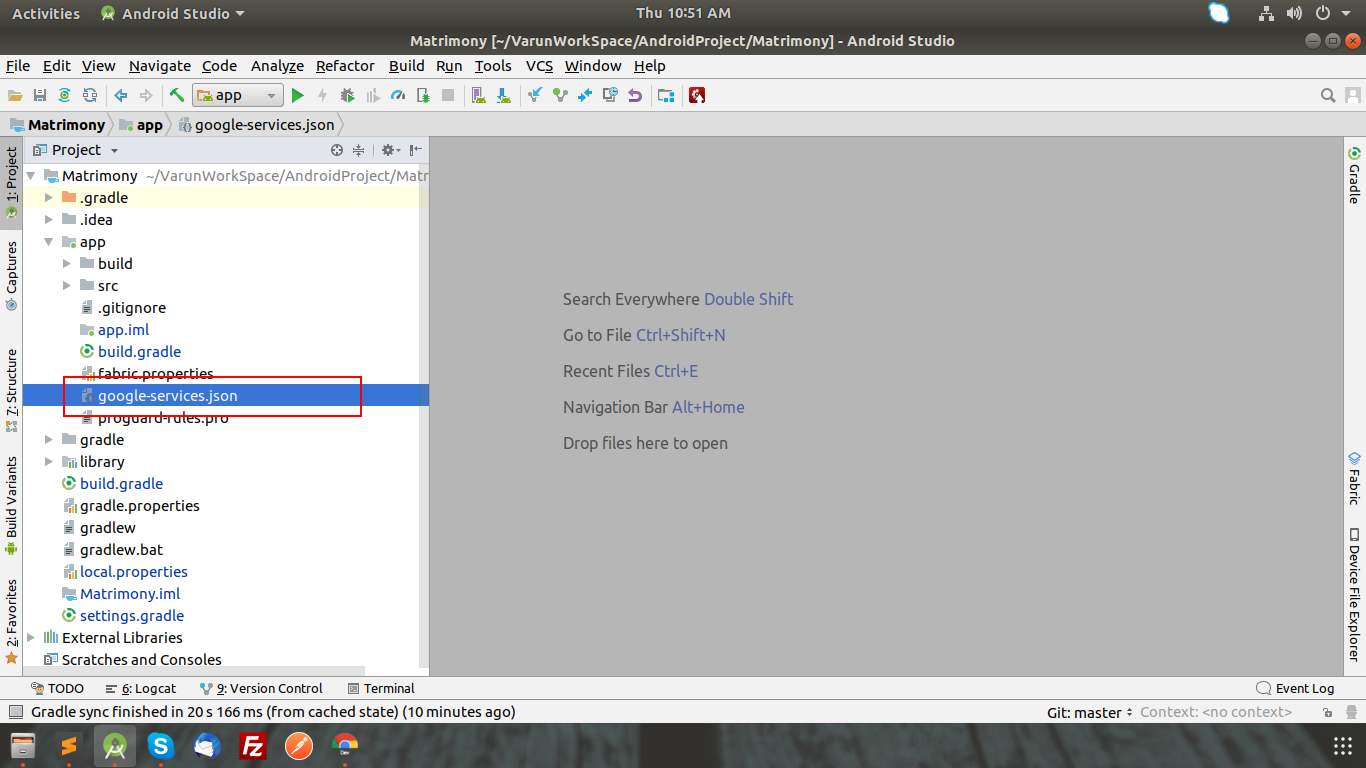 Activities Android Studio Thu 10:51 AM
Matrimony [~/VarunWorkSpace/AndroidProject/Matrimony] - Android Studio
File Edit View Navigate Code Analyze Refactor Build Run Tools VCS Window Help
app
Matrimony app google-services.json
1: Project
Captures
7: Structure
Build Variants
2: Favorites
Project
Matrimony ~/VarunWorkSpace/AndroidProject/Matr
.gradle
.idea
app
build
src
.gitignore
app.iml
build.gradle
fabric.properties
google-services.json
proguard-rules.pro
gradle
library
build.gradle
gradle.properties
gradlew
gradlew.bat
local.properties
Matrimony.iml
settings.gradle
External Libraries
Scratches and Consoles
Search Everywhere Double Shift
Go to File Ctrl+Shift+N
Recent Files Ctrl+E
Navigation Bar Alt+Home
Drop files here to open
Gradle
Fabric
Device File Explorer
TODO 6: Logcat 9: Version Control Terminal Event Log
Gradle sync finished in 20 s 166 ms (from cached state) (10 minutes ago) Git: master Context: <no context>
S Fz Dev